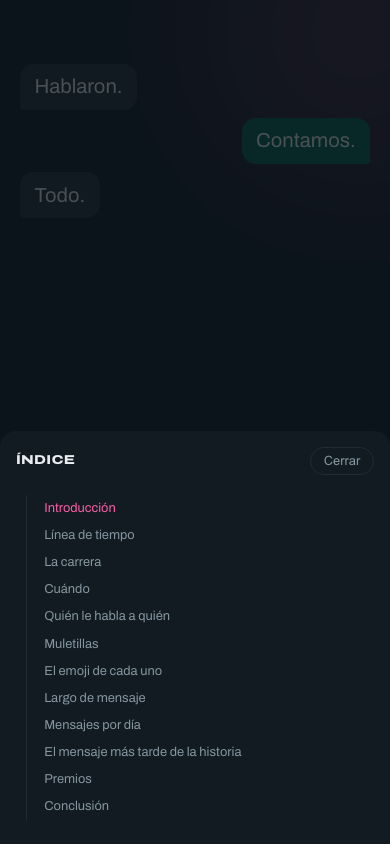 Hablaron.
Contamos.
Todo.
ÍNDICE
Cerrar
Introducción
Línea de tiempo
La carrera
Cuándo
Quién le habla a quién
Muletillas
El emoji de cada uno
Largo de mensaje
Mensajes por día
El mensaje más tarde de la historia
Premios
Conclusión